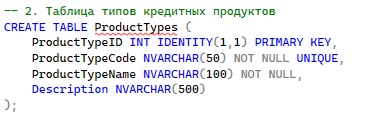 -- 2. Таблица типов кредитных продуктов
CREATE TABLE ProductTypes (
    ProductTypeID INT IDENTITY(1,1) PRIMARY KEY,
    ProductTypeCode NVARCHAR(50) NOT NULL UNIQUE,
    ProductTypeName NVARCHAR(100) NOT NULL,
    Description NVARCHAR(500)
);